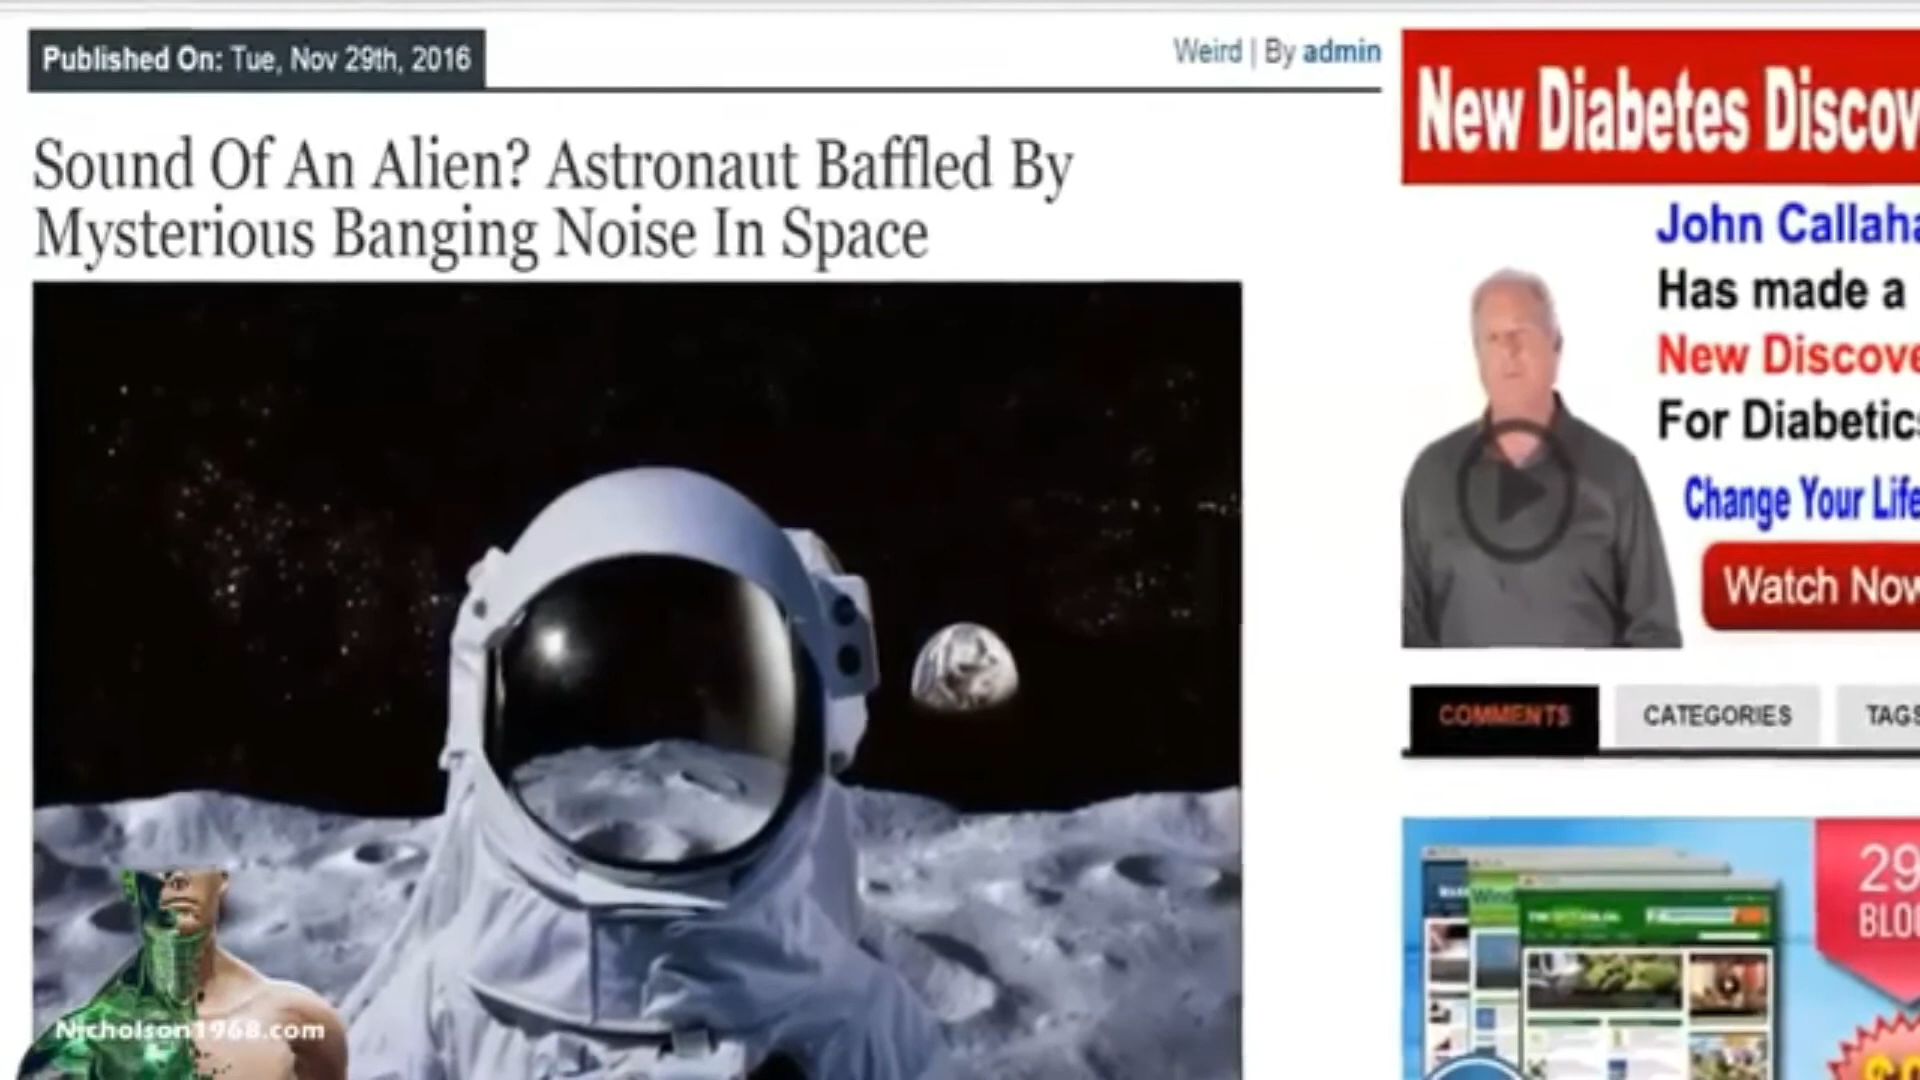 Published On: Tue, Nov 29th, 2016
Weird | By admin
Sound Of An Alien? Astronaut Baffled By
Mysterious Banging Noise In Space
New Diabetes Discov
John Callaha
Has made a
New Discove
For Diabetics
Change Your Life
Watch Now
COMMENTS
CATEGORIES
TAGS
29
BLO
Nicholson1968.com